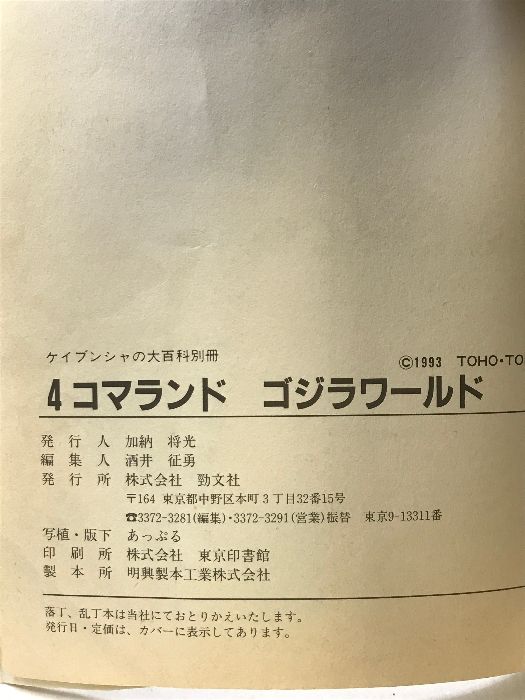 ケイブンシャの大百科別冊
©1993 TOHO・TO
4コマランド ゴジラワールド
発行人 加納 将光
編集人 酒井 征勇
発行所 株式会社 勁文社
〒164 東京都中野区本町3丁目32番15号
☎3372-3281(編集)・3372-3291(営業)振替 東京9-13311番
写植・版下 あっぷる
印刷所 株式会社 東京印書館
製本所 明興製本工業株式会社
落丁、乱丁本は当社にておとりかえいたします。
発行日・定価は、カバーに表示してあります。